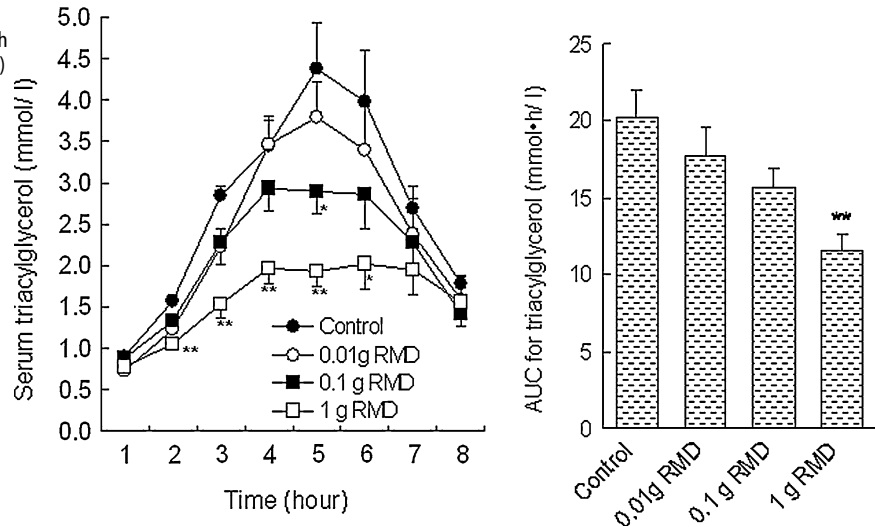 h
)
Serum triacylglycerol (mmol/ l)
5.0
4.5
4.0
3.5
3.0
2.5
2.0
1.5
1.0
0.5
0.0
*
**
**
**
**
*
Control
0.01g RMD
0.1 g RMD
1 g RMD
1 2 3 4 5 6 7 8
Time (hour)
AUC for triacylglycerol (mmol•h/ l)
25
20
15
10
5
0
**
Control
0.01g RMD
0.1 g RMD
1 g RMD